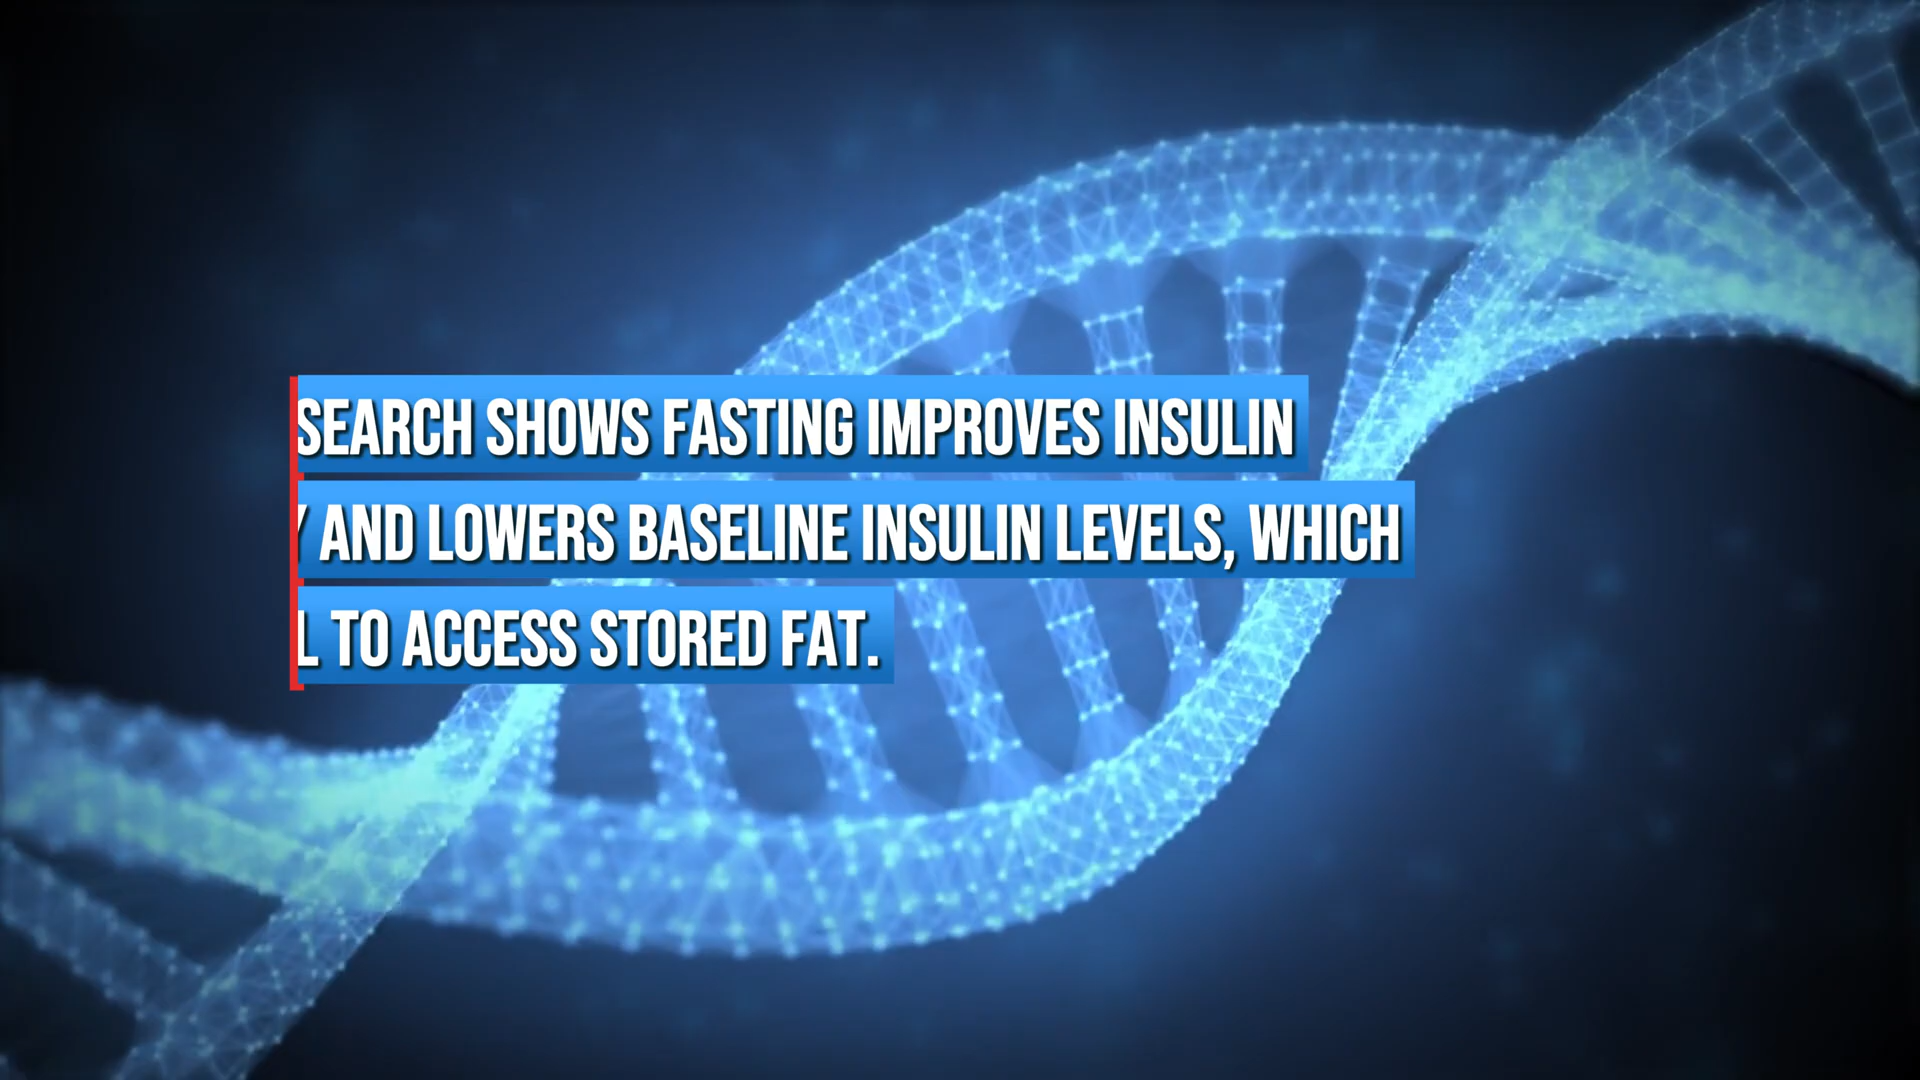 SEARCH SHOWS FASTING IMPROVES INSULIN
AND LOWERS BASELINE INSULIN LEVELS, WHICH
L TO ACCESS STORED FAT.